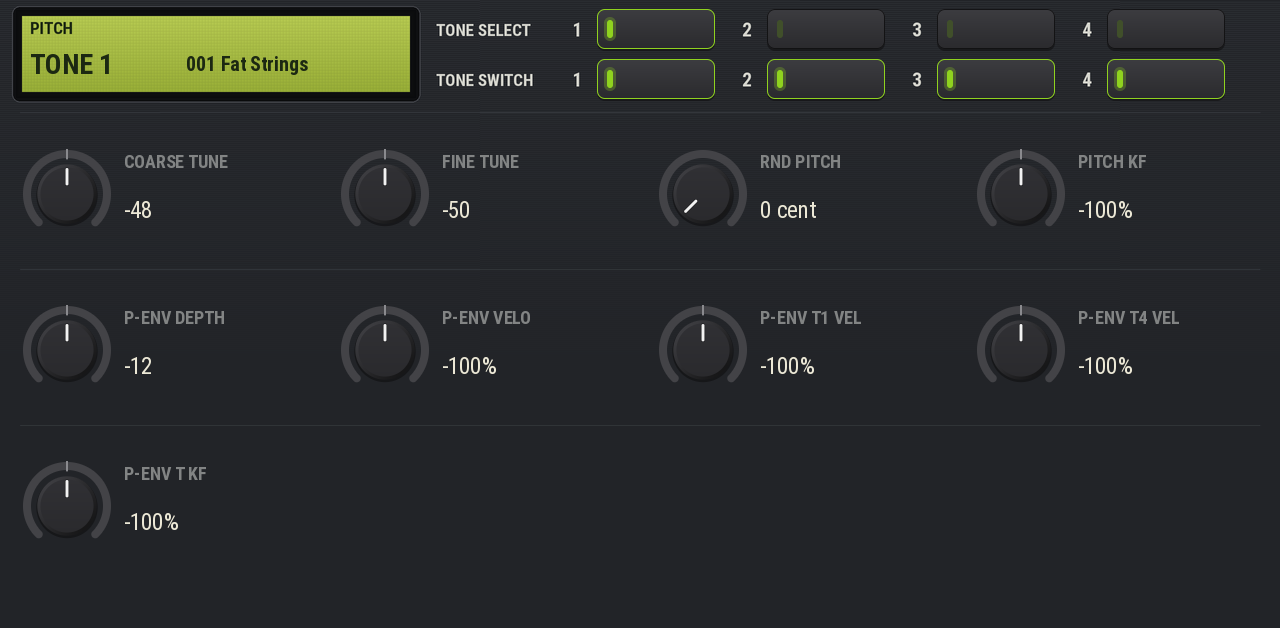 PITCH
TONE 1 001 Fat Strings
TONE SELECT 1 2 3 4
TONE SWITCH 1 2 3 4
COARSE TUNE FINE TUNE RND PITCH PITCH KF
-48 -50 0 cent -100%
P-ENV DEPTH P-ENV VELO P-ENV T1 VEL P-ENV T4 VEL
-12 -100% -100% -100%
P-ENV T KF
-100%